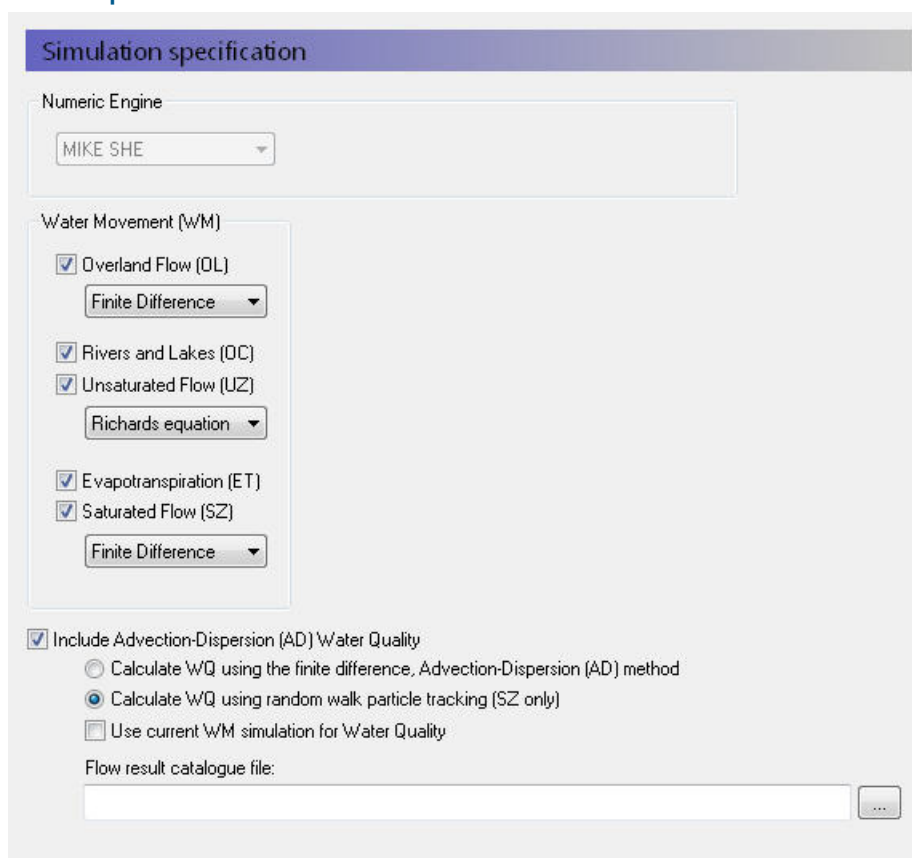 Simulation specification
Numeric Engine
MIKE SHE
Water Movement (WM)
Overland Flow (OL)
Finite Difference
Rivers and Lakes (OC)
Unsaturated Flow (UZ)
Richards equation
Evapotranspiration (ET)
Saturated Flow (SZ)
Finite Difference
Include Advection-Dispersion (AD) Water Quality
Calculate WQ using the finite difference, Advection-Dispersion (AD) method
Calculate WQ using random walk particle tracking (SZ only)
Use current WM simulation for Water Quality
Flow result catalogue file:
...